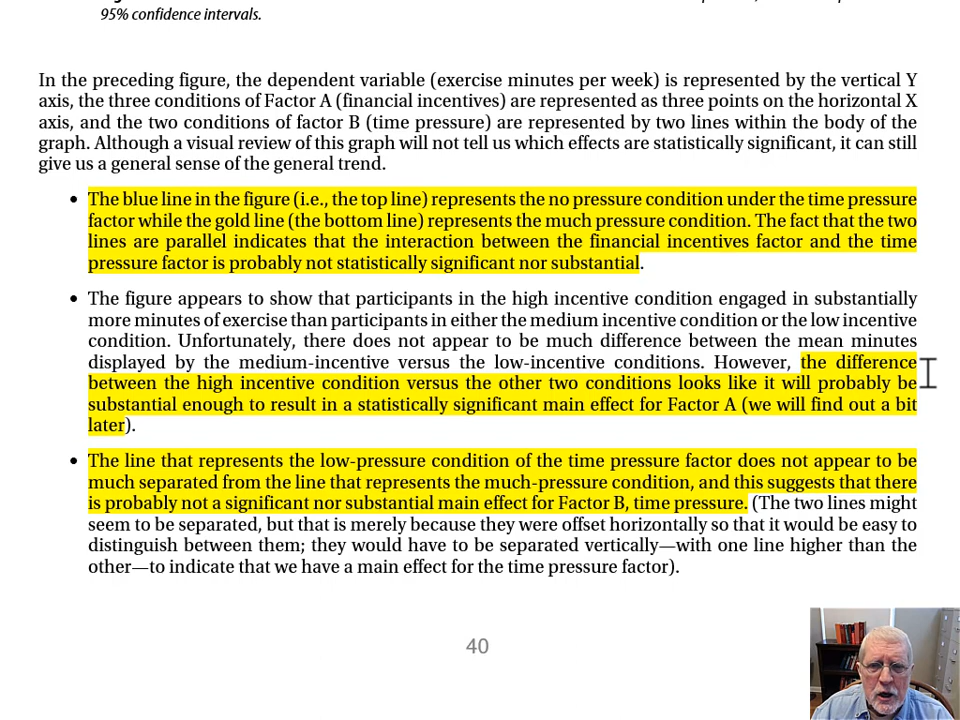 95% confidence intervals.
In the preceding figure, the dependent variable (exercise minutes per week) is represented by the vertical Y
axis, the three conditions of Factor A (financial incentives) are represented as three points on the horizontal X
axis, and the two conditions of factor B (time pressure) are represented by two lines within the body of the
graph. Although a visual review of this graph will not tell us which effects are statistically significant, it can still
give us a general sense of the general trend.
• The blue line in the figure (i.e., the top line) represents the no pressure condition under the time pressure
factor while the gold line (the bottom line) represents the much pressure condition. The fact that the two
lines are parallel indicates that the interaction between the financial incentives factor and the time
pressure factor is probably not statistically significant nor substantial.
• The figure appears to show that participants in the high incentive condition engaged in substantially
more minutes of exercise than participants in either the medium incentive condition or the low incentive
condition. Unfortunately, there does not appear to be much difference between the mean minutes
displayed by the medium-incentive versus the low-incentive conditions. However, the difference
between the high incentive condition versus the other two conditions looks like it will probably be
substantial enough to result in a statistically significant main effect for Factor A (we will find out a bit
later).
• The line that represents the low-pressure condition of the time pressure factor does not appear to be
much separated from the line that represents the much-pressure condition, and this suggests that there
is probably not a significant nor substantial main effect for Factor B, time pressure. (The two lines might
seem to be separated, but that is merely because they were offset horizontally so that it would be easy to
distinguish between them; they would have to be separated vertically—with one line higher than the
other—to indicate that we have a main effect for the time pressure factor).
40